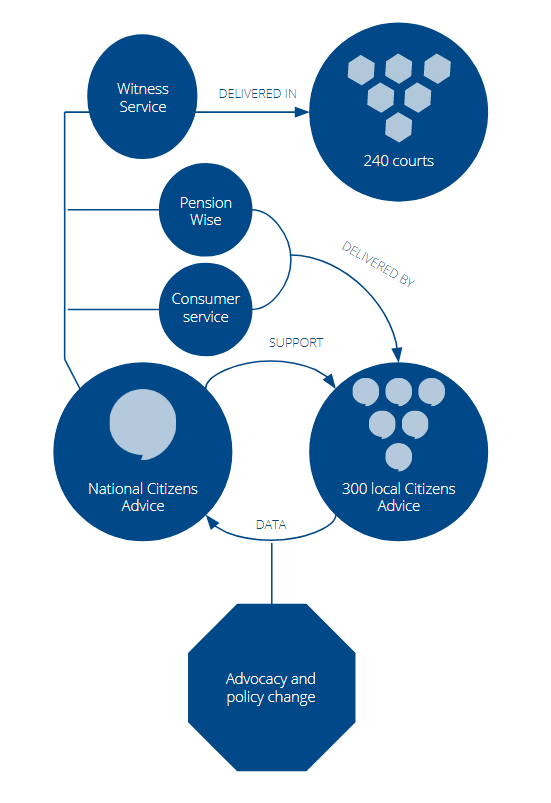 Witness
Service
DELIVERED IN
240 courts
Pension
Wise
Consumer
service
DELIVERED BY
SUPPORT
National Citizens
Advice
300 local Citizens
Advice
DATA
Advocacy and
policy change